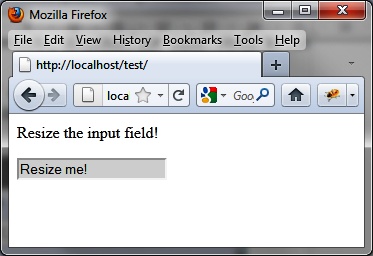 Mozilla Firefox
File Edit View History Bookmarks Tools Help
http://localhost/test/
loca Goo
Resize the input field!
Resize me!